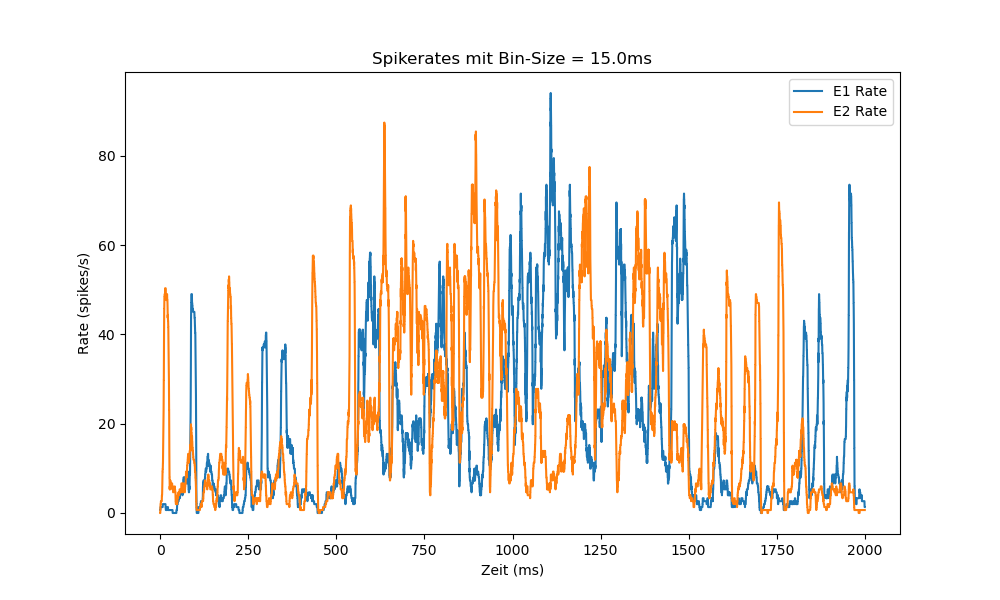 Spikerates mit Bin-Size = 15.0ms
E1 Rate
E2 Rate
80
60
40
20
0
Rate (spikes/s)
0 250 500 750 1000 1250 1500 1750 2000
Zeit (ms)